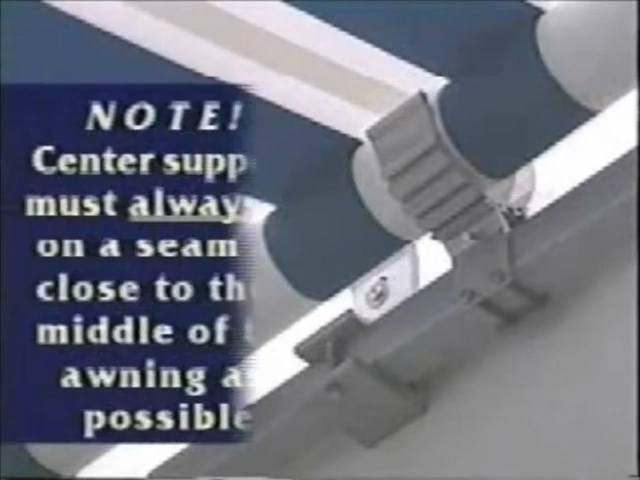 NOTE!
Center supp
must alway
on a seam
close to th
middle of
awning a
possible